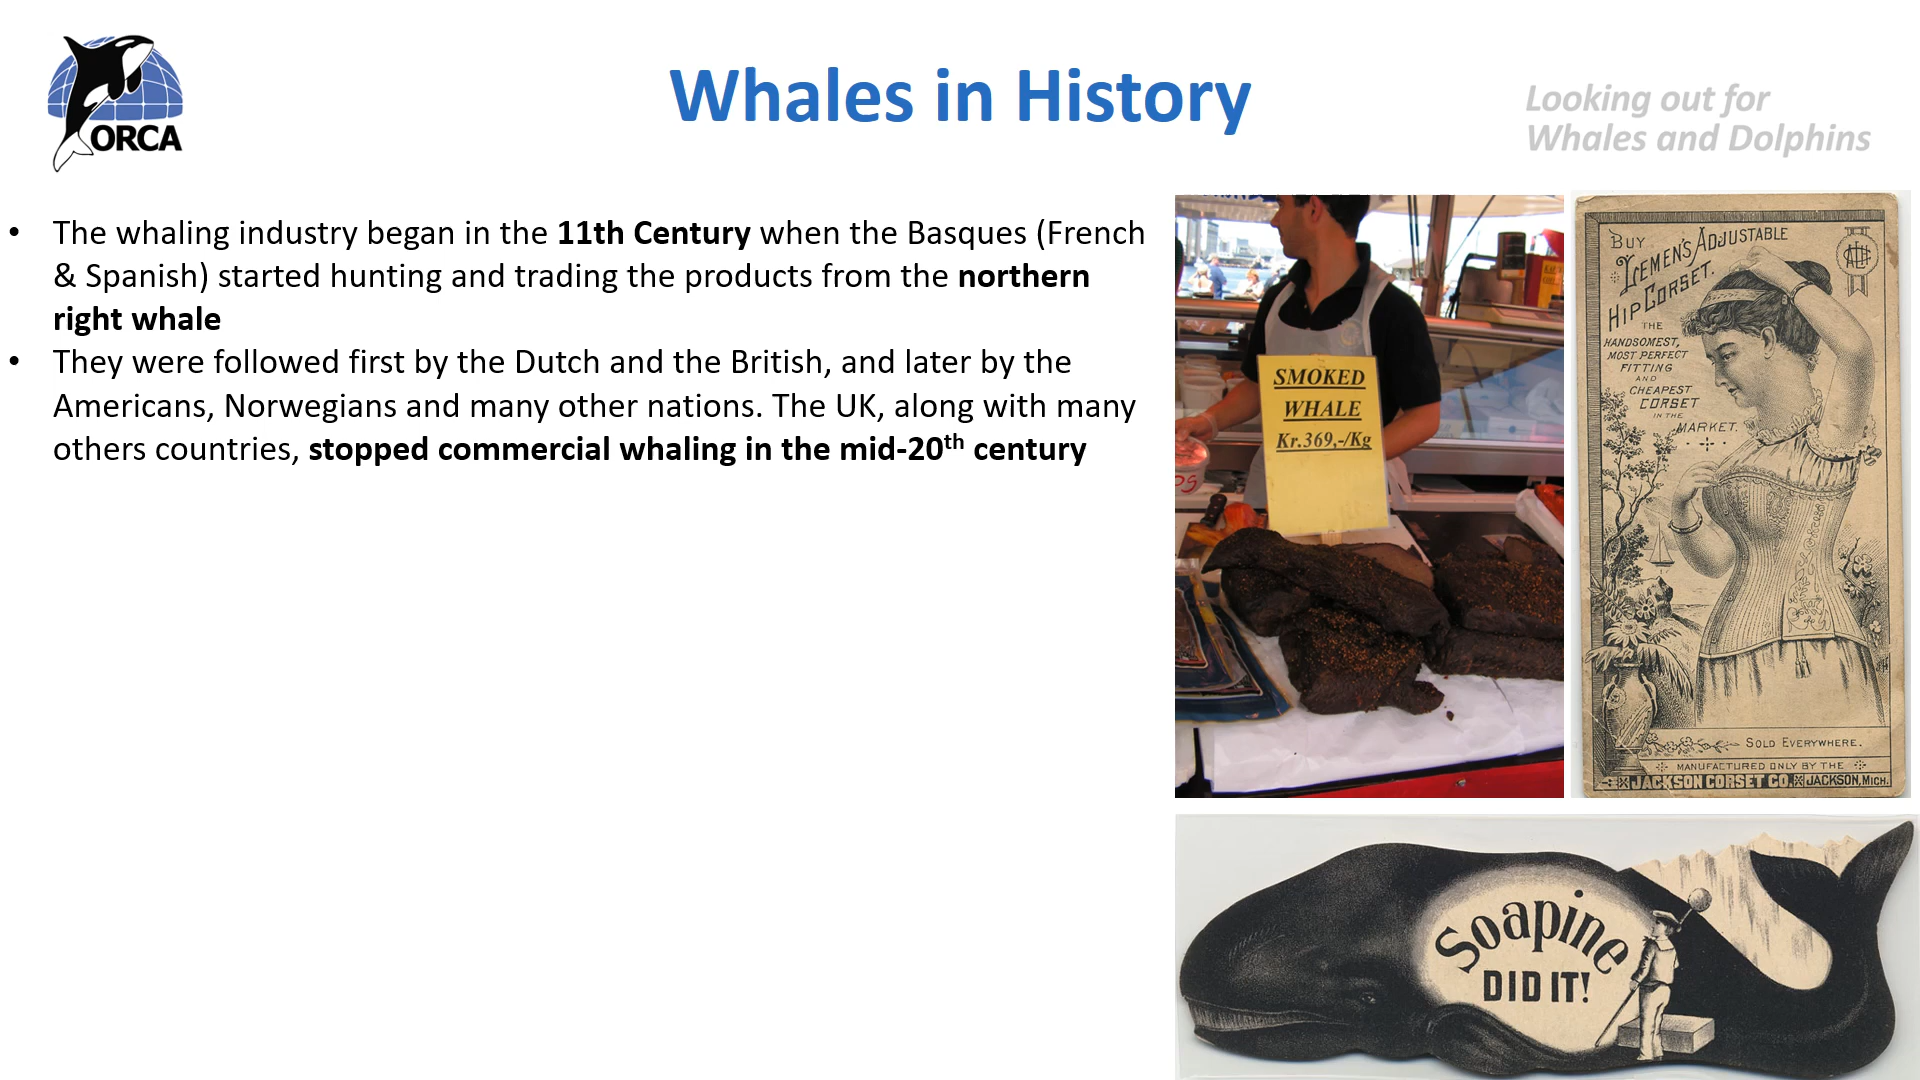 ORCA
Whales in History
Looking out for
Whales and Dolphins
• The whaling industry began in the 11th Century when the Basques (French
& Spanish) started hunting and trading the products from the northern
right whale
• They were followed first by the Dutch and the British, and later by the
Americans, Norwegians and many other nations. The UK, along with many
others countries, stopped commercial whaling in the mid-20th century
SMOKED
WHALE
Kr.369,-/Kg
BUY
ADJUSTABLE
HIP CORSET.
THE
HANDSOMEST,
MOST PERFECT
FITTING
AND
CHEAPEST
CORSET
IN THE
MARKET.
SOLD EVERYWHERE.
MANUFACTURED ONLY BY THE
JACKSON CORSET CO. JACKSON, MICH.
Soapine
DID IT!